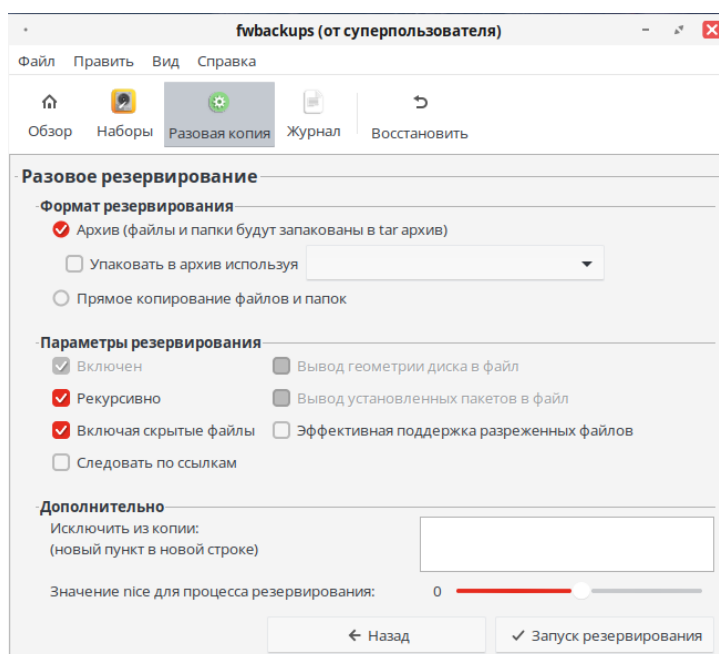 fwbackups (от суперпользователя)
Файл Править Вид Справка
Обзор Наборы Разовая копия Журнал Восстановить
Разовое резервирование
Формат резервирования
Архив (файлы и папки будут запакованы в tar архив)
Упаковать в архив используя
Прямое копирование файлов и папок
Параметры резервирования
Включен Вывод геометрии диска в файл
Рекурсивно Вывод установленных пакетов в файл
Включая скрытые файлы Эффективная поддержка разреженных файлов
Следовать по ссылкам
Дополнительно
Исключить из копии:
(новый пункт в новой строке)
Значение nice для процесса резервирования: 0
Назад Запуск резервирования